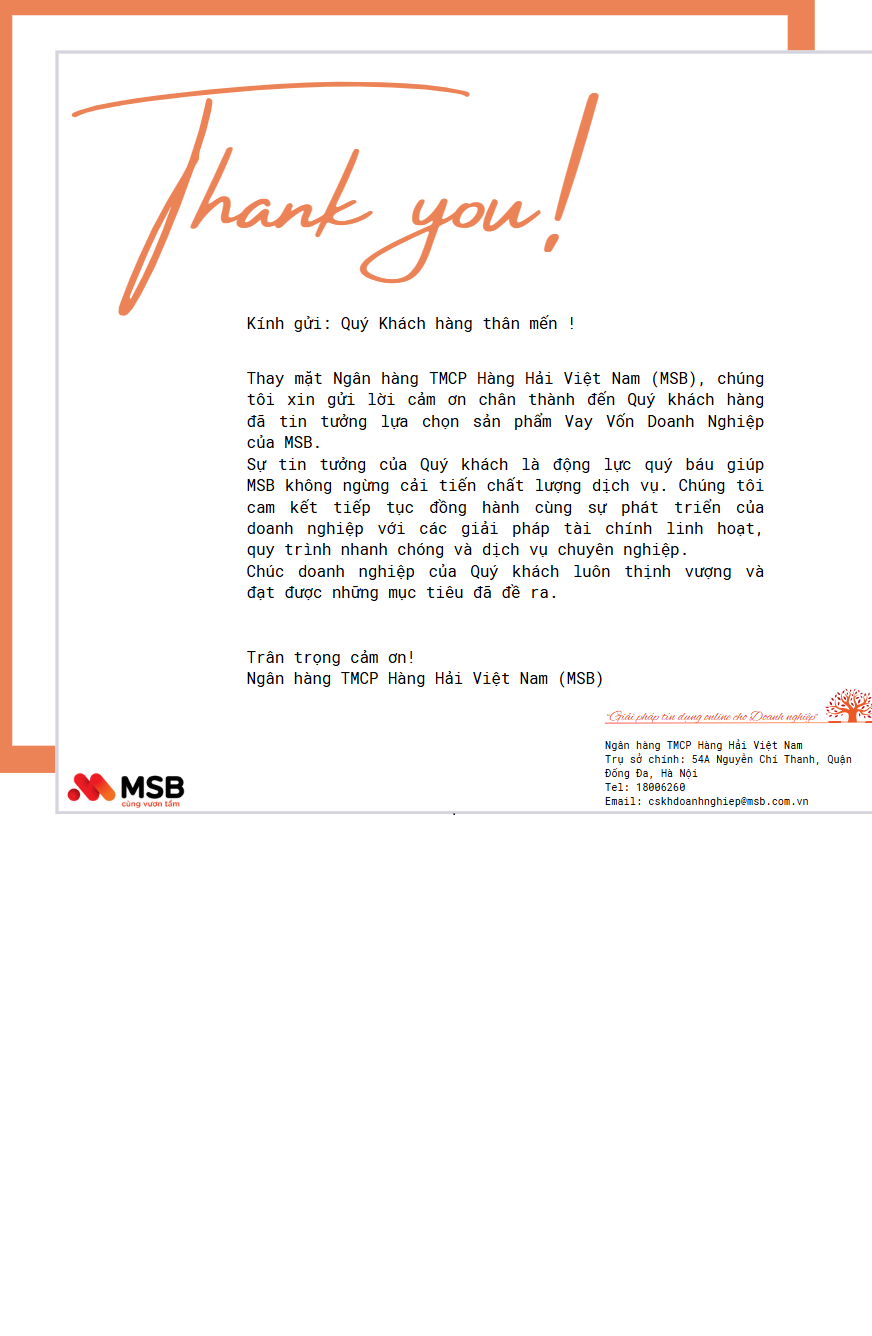 Thank you!
Kính gửi: Quý Khách hàng thân mến !
Thay mặt Ngân hàng TMCP Hàng Hải Việt Nam (MSB), chúng
tôi xin gửi lời cảm ơn chân thành đến Quý khách hàng
đã tin tưởng lựa chọn sản phẩm Vay Vốn Doanh Nghiệp
của MSB.
Sự tin tưởng của Quý khách là động lực quý báu giúp
MSB không ngừng cải tiến chất lượng dịch vụ. Chúng tôi
cam kết tiếp tục đồng hành cùng sự phát triển của
doanh nghiệp với các giải pháp tài chính linh hoạt,
quy trình nhanh chóng và dịch vụ chuyên nghiệp.
Chúc doanh nghiệp của Quý khách luôn thịnh vượng và
đạt được những mục tiêu đã đề ra.
Trân trọng cảm ơn!
Ngân hàng TMCP Hàng Hải Việt Nam (MSB)
"Giải pháp tín dụng online cho Doanh nghiệp"
Ngân hàng TMCP Hàng Hải Việt Nam
Trụ sở chính: 54A Nguyễn Chí Thanh, Quận
Đống Đa, Hà Nội
Tel: 18006260
Email: cskhdoanhnghiep@msb.com.vn
MSB
cùng vươn tầm
.